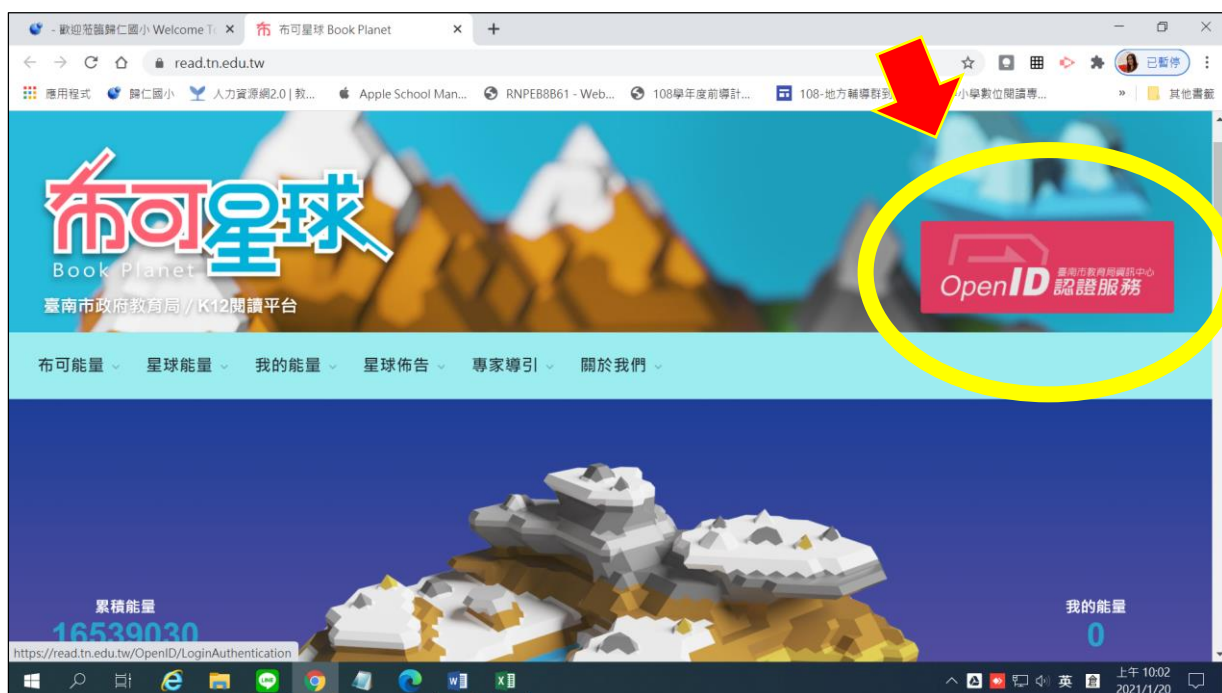 - 歡迎蒞臨歸仁國小 Welcome T
布可星球 Book Planet
read.tn.edu.tw
已暫停
應用程式
歸仁國小
人力資源網2.0 | 教...
Apple School Man...
RNPEB8B61 - Web...
108學年度前導計...
108-地方輔導群到
小學數位閱讀專...
»
其他書籤
布可星球
Book Planet
臺南市政府教育局 / K12閱讀平台
OpenID
臺南市教育局資訊中心
認證服務
布可能量
星球能量
我的能量
星球佈告
專家導引
關於我們
累積能量
16539030
我的能量
0
https://read.tn.edu.tw/OpenID/LoginAuthentication
英
倉
上午 10:02
2021/1/20